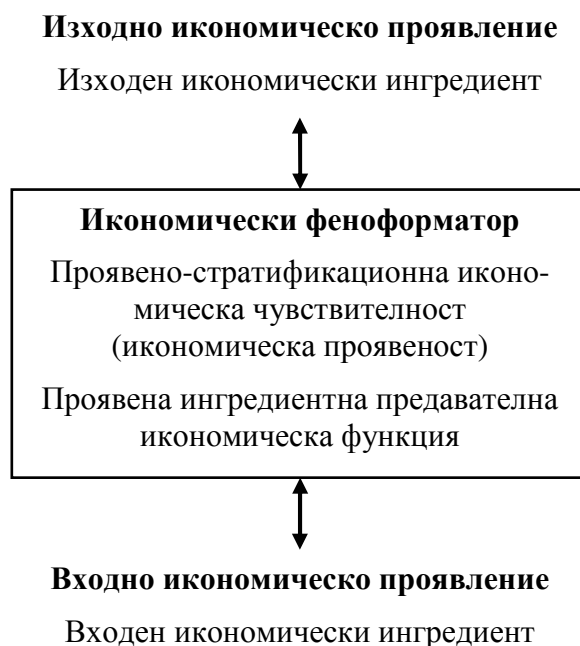 Изходно икономическо проявление
Изходен икономически ингредиент
Икономически феноформатор
Проявено-стратификационна иконо-
мическа чувствителност
(икономическа проявеност)
Проявена ингредиентна предавателна
икономическа функция
Входно икономическо проявление
Входен икономически ингредиент